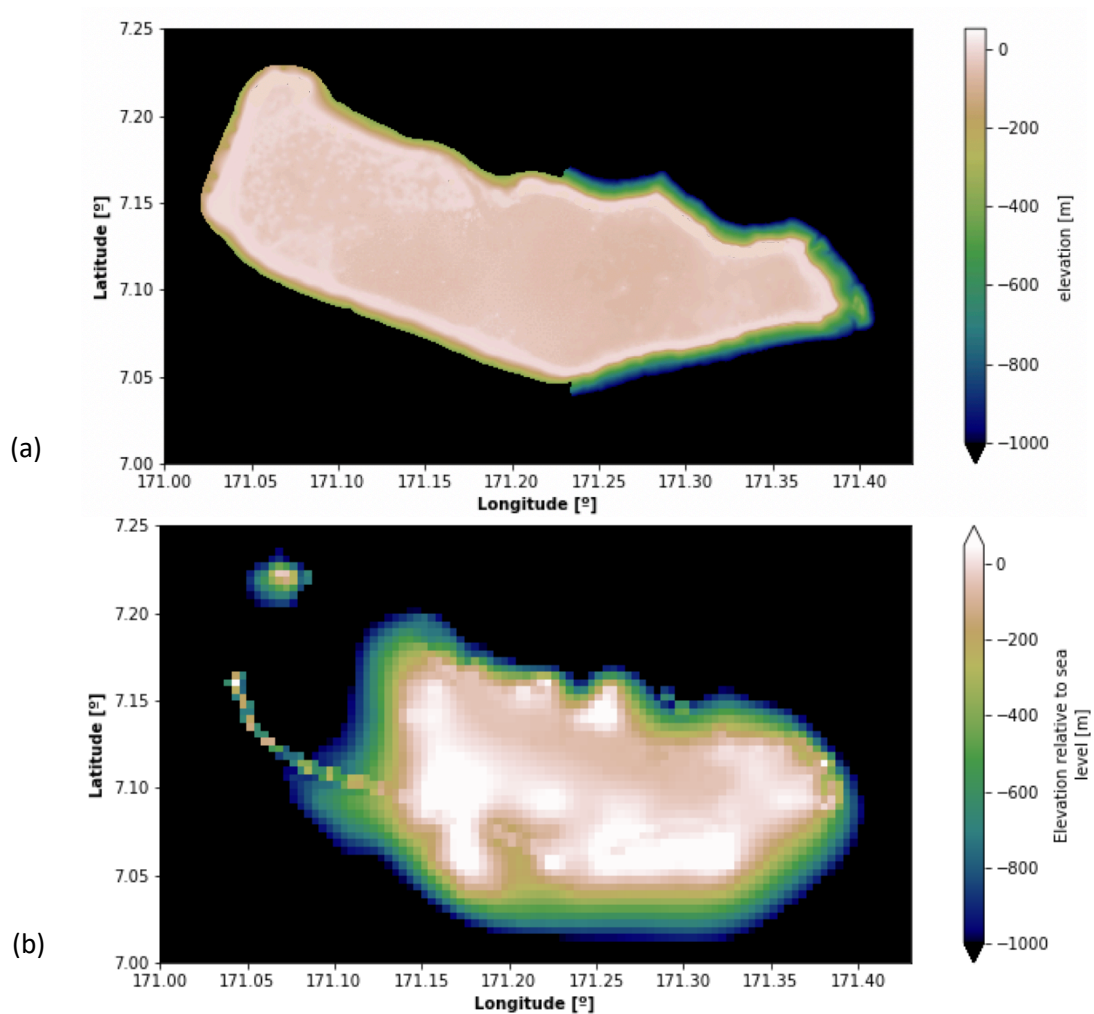 (a)
7.25
7.20
7.15
7.10
7.05
7.00
Latitude [º]
171.00 171.05 171.10 171.15 171.20 171.25 171.30 171.35 171.40
Longitude [º]
0
−200
−400
−600
−800
−1000
elevation [m]
(b)
7.25
7.20
7.15
7.10
7.05
7.00
Latitude [º]
171.00 171.05 171.10 171.15 171.20 171.25 171.30 171.35 171.40
Longitude [º]
0
−200
−400
−600
−800
−1000
Elevation relative to sea
level [m]